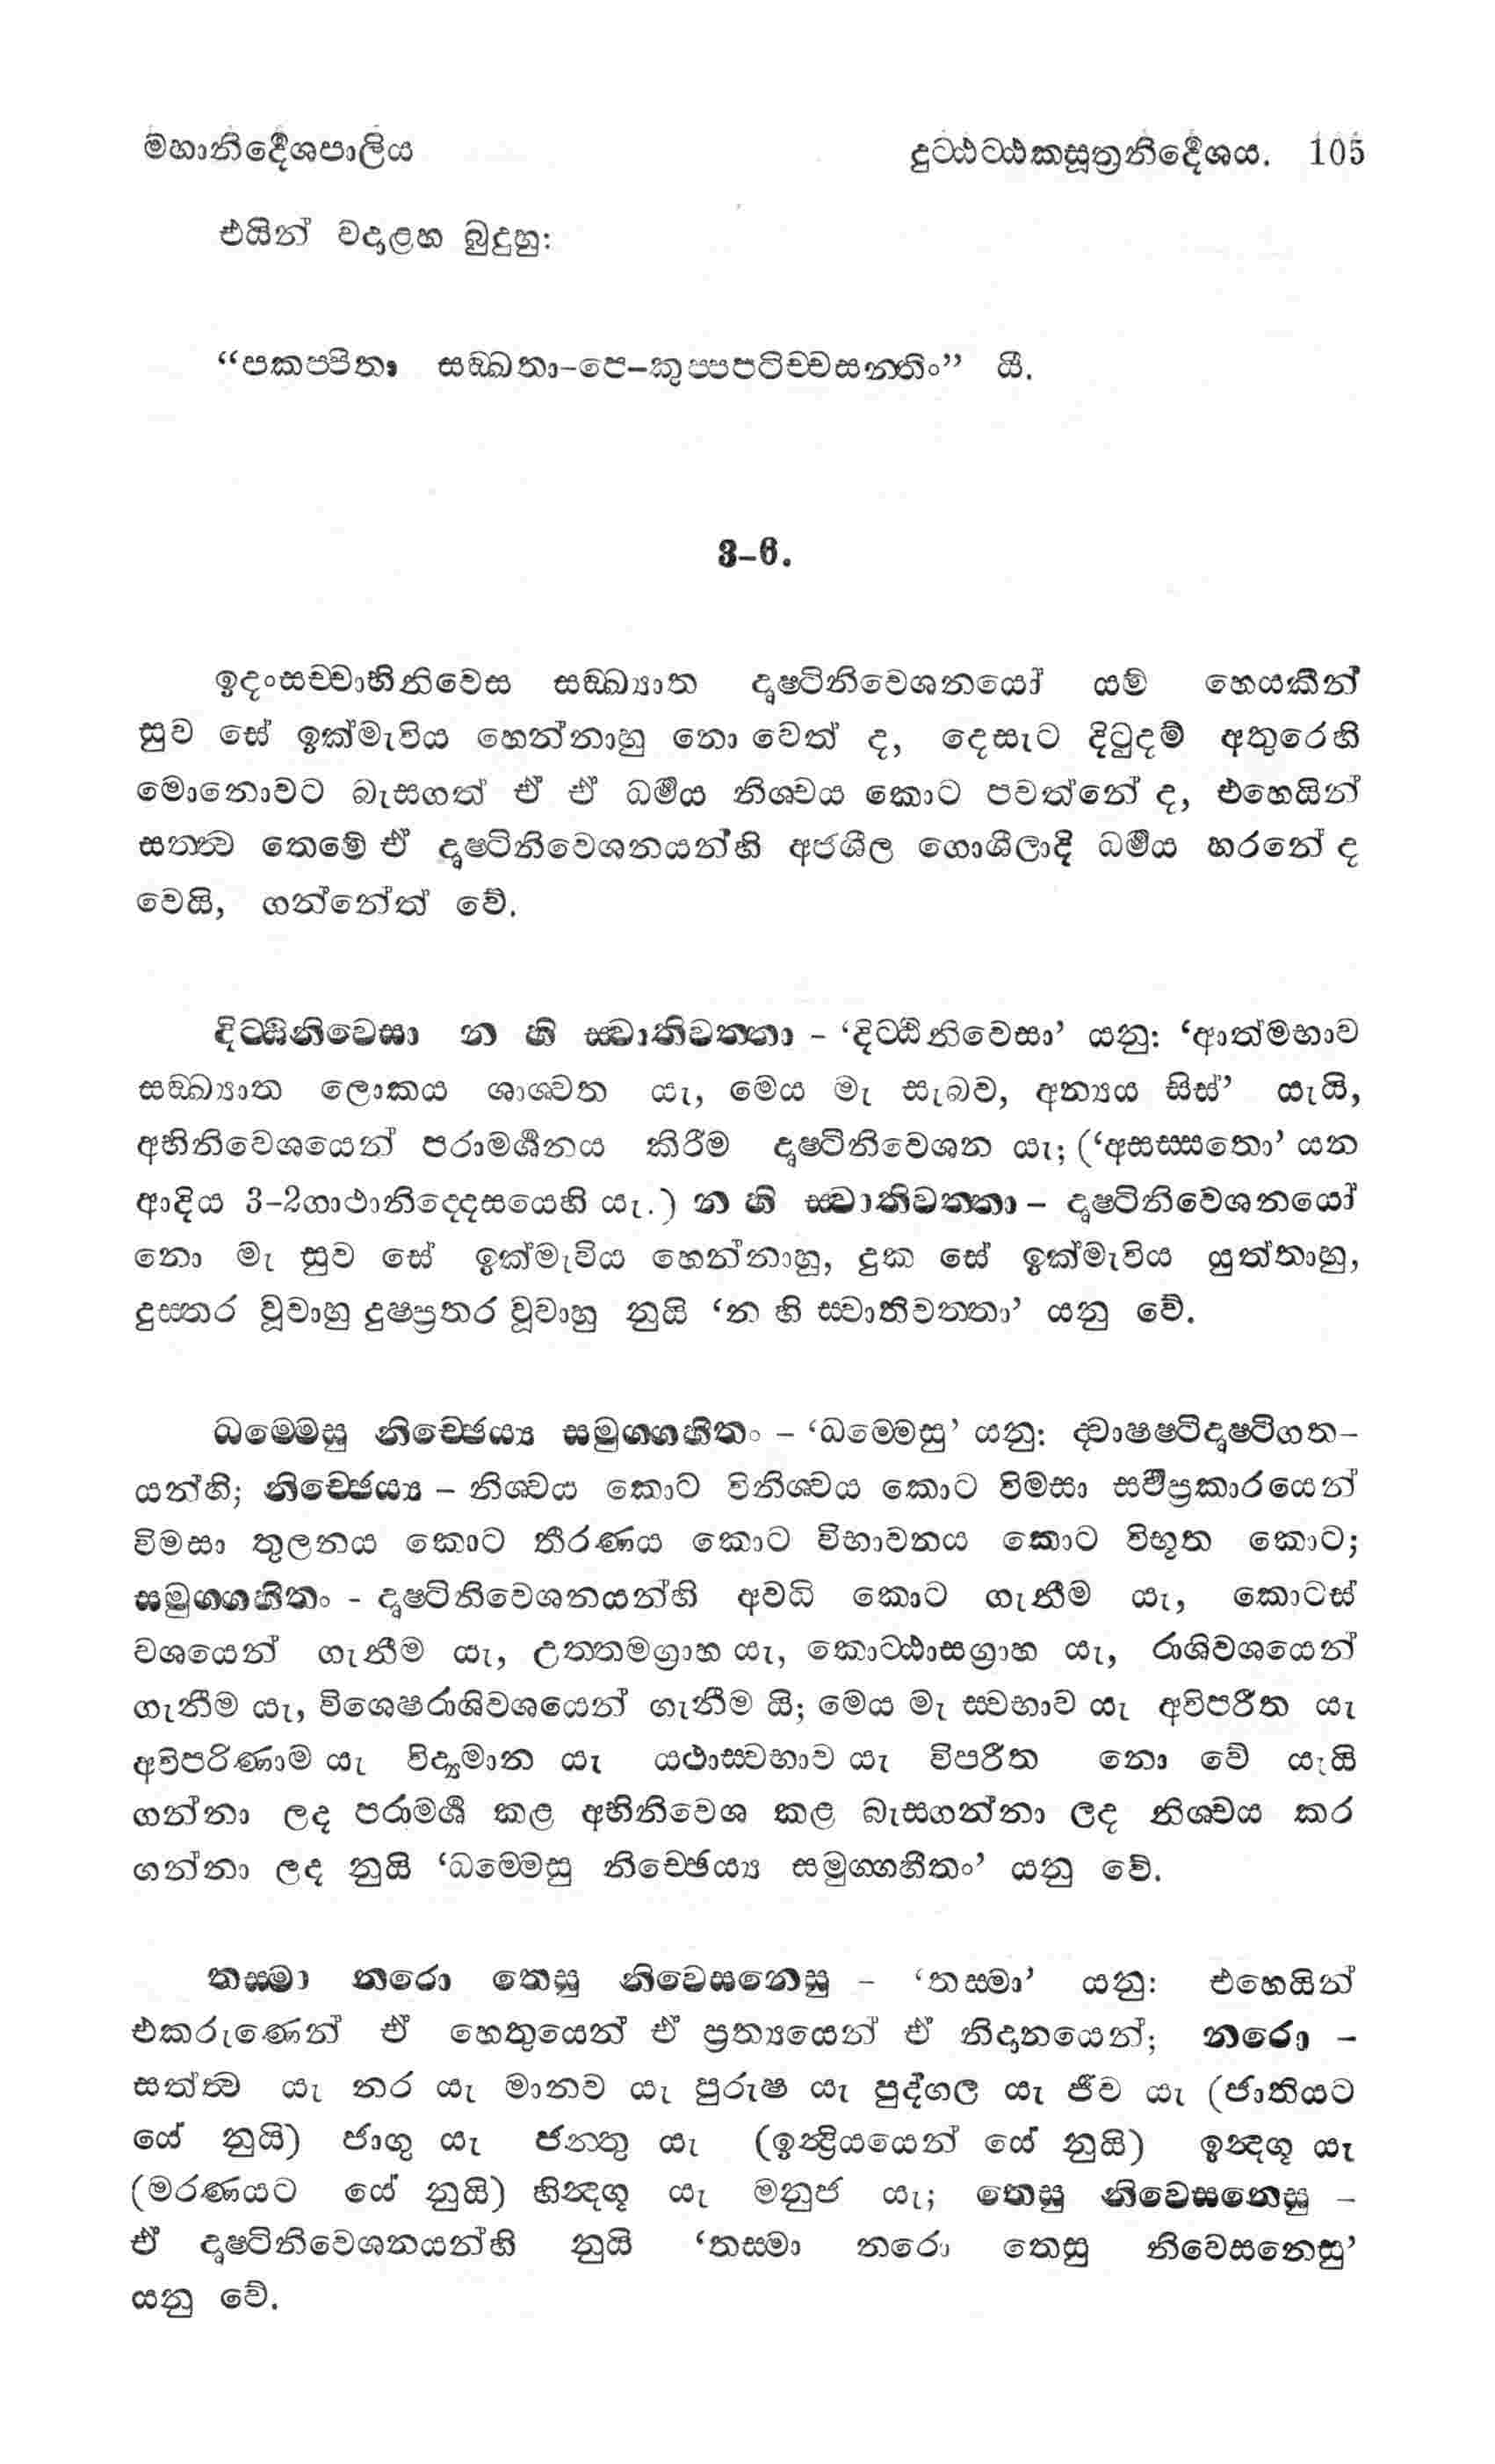 මහානිර්දේශපාලිය දුට්ඨට්ඨකසූත්‍රනිර්දේශය. 105
එයින් වදළහ බුදුහු:
“පකප්පිතා සඞ්ඛතා-පෙ-කුප්පපටිච්චසන්තිං” යී.
3-6.
ඉදංසච්චාභිනිවෙස සඞ්ඛ්‍යාත දෘෂ්ටිනිවෙශනයෝ යම් හෙයකින්
සුව සේ ඉක්මැවිය හෙන්නාහු නො වෙත් ද, දෙසැට දිටුදම් අතුරෙහි
මොනොවට බැසගත් ඒ ඒ ධර්‍මය නිශ්චය කොට පවත්නේ ද, එහෙයින්
සත්ත්‍ව තෙමේ ඒ දෘෂ්ටිනිවෙශනයන්හි අජශීල ගොශීලාදි ධර්‍මය හරනේ ද
වෙයි, ගන්නේත් වේ.
දිට්ඨිනිවෙසා න හි ස්වාතිවත්තා - ‘දිට්ඨිනිවෙසා’ යනු: ‘ආත්මභාව
සඞ්ඛ්‍යාත ලොකය ශාශ්වත යැ, මෙය මැ සැබව, අන්‍යය සිස්’ යැයි,
අභිනිවෙශයෙන් පරාමර්ශනය කිරීම දෘෂ්ටිනිවෙශන යැ; (‘අසස්සතො’ යන
ආදිය 3-2ගාථානිද්දෙසයෙහි යැ.) න හි ස්වාතිවත්තා - දෘෂ්ටිනිවෙශනයෝ
නො මැ සුව සේ ඉක්මැවිය හෙන්නාහු, දුක සේ ඉක්මැවිය යුත්තාහු,
දුස්තර වූවාහු දුෂ්ප්‍රතර වූවාහු නුයි ‘න හි ස්වාතිවත්තා’ යනු වේ.
ධම්මෙසු නිච්ඡෙය්‍ය සමුග්ගහීතං - ‘ධම්මෙසු’ යනු: ද්වාෂෂ්ටිදෘෂ්ටිගත-
යන්හි; නිච්ඡෙය්‍ය - නිශ්චය කොට විනිශ්චය කොට විමසා සර්‍වප්‍රකාරයෙන්
විමසා තුලනය කොට තීරණය කොට විභාවනය කොට විභූත කොට;
සමුග්ගහීතං - දෘෂ්ටිනිවෙශනයන්හි අවධි කොට ගැනීම යැ, කොටස්
වශයෙන් ගැනීම යැ, උත්තමග්‍රාහ යැ, කොට්ඨාසග්‍රාහ යැ, රාශිවශයෙන්
ගැනීම යැ, විශෙෂරාශිවශයෙන් ගැනීම යි; මෙය මැ ස්වභාව යැ අවිපරීත යැ
අවිපරිණාම යැ විද්‍යමාන යැ යථාස්වභාව යැ විපරීත නො වේ යැයි
ගන්නා ලද පරාමර්ශ කළ අභිනිවෙශ කළ බැසගන්නා ලද නිශ්චය කර
ගන්නා ලද නුයි ‘ධම්මෙසු නිච්ඡෙය්‍ය සමුග්ගහීතං’ යනු වේ.
තස්මා නරො තෙසු නිවෙසනෙසු - ‘තස්මා’ යනු: එහෙයින්
එකරුණෙන් ඒ හෙතුයෙන් ඒ ප්‍රත්‍යයෙන් ඒ නිදානයෙන්; නරො -
සත්ත්‍ව යැ නර යැ මානව යැ පුරුෂ යැ පුද්ගල යැ ජීව යැ (ජාතියට
යේ නුයි) ජාගු යැ ජන්තු යැ (ඉන්‍ද්‍රියයෙන් යේ නුයි) ඉන්දගූ යැ
(මරණයට යේ නුයි) හින්දගූ යැ මනුජ යැ; තෙසු නිවෙසනෙසු -
ඒ දෘෂ්ටිනිවෙශනයන්හි නුයි ‘තස්මා නරො තෙසු නිවෙසනෙසු’
යනු වේ.